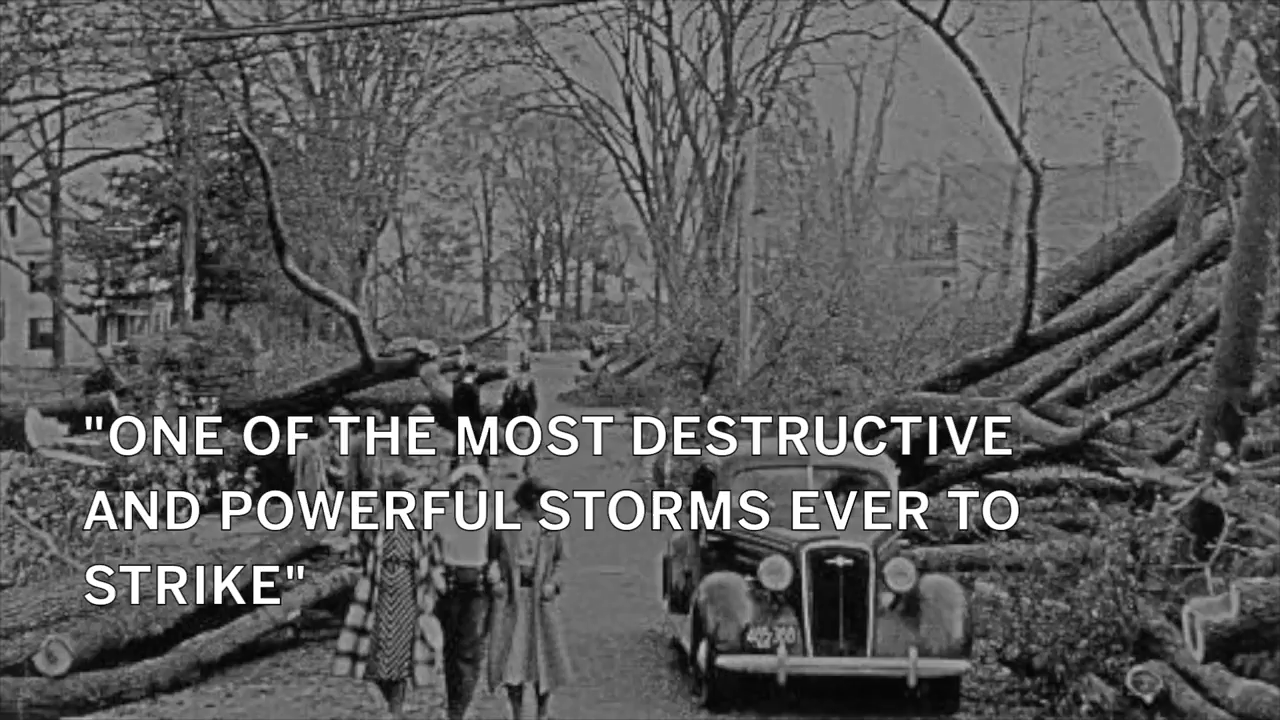 "ONE OF THE MOST DESTRUCTIVE
AND POWERFUL STORMS EVER TO
STRIKE"